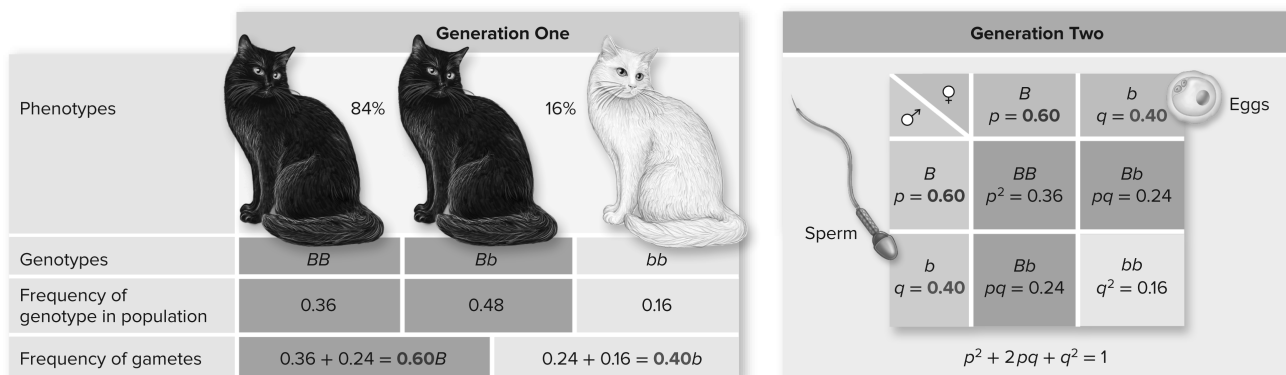 Generation One
Phenotypes
84%
16%
Genotypes
BB
Bb
bb
Frequency of
genotype in population
0.36
0.48
0.16
Frequency of gametes
0.36 + 0.24 = 0.60B
0.24 + 0.16 = 0.40b
Generation Two
♀
♂
B
p = 0.60
b
q = 0.40
Eggs
B
p = 0.60
BB
p² = 0.36
Bb
pq = 0.24
Sperm
b
q = 0.40
Bb
pq = 0.24
bb
q² = 0.16
p² + 2pq + q² = 1